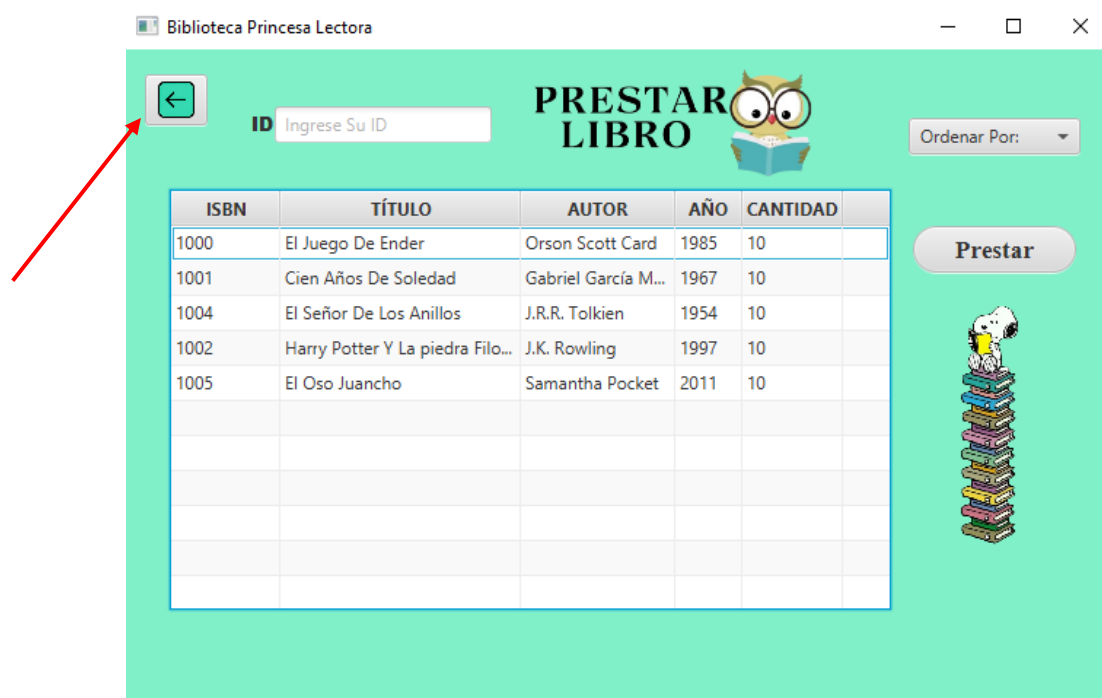 Biblioteca Princesa Lectora
PRESTAR
LIBRO
ID Ingrese Su ID
Ordenar Por:
ISBN TÍTULO AUTOR AÑO CANTIDAD
1000 El Juego De Ender Orson Scott Card 1985 10
1001 Cien Años De Soledad Gabriel García M... 1967 10
1004 El Señor De Los Anillos J.R.R. Tolkien 1954 10
1002 Harry Potter Y La piedra Filo... J.K. Rowling 1997 10
1005 El Oso Juancho Samantha Pocket 2011 10
Prestar